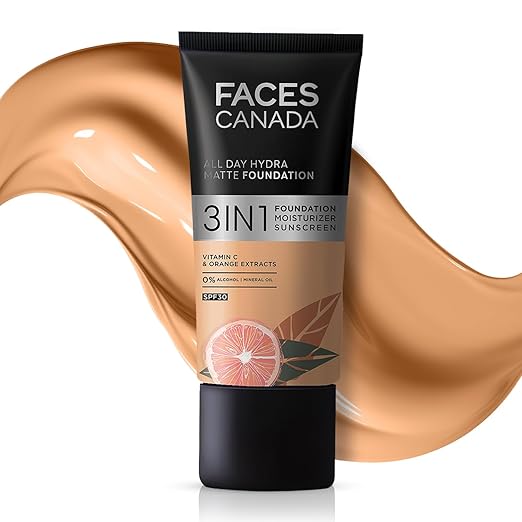 FACES
CANADA
ALL DAY HYDRA
MATTE FOUNDATION
3IN1
FOUNDATION
MOISTURIZER
SUNSCREEN
VITAMIN C
& ORANGE EXTRACTS
0% ALCOHOL | MINERAL OIL
SPF30